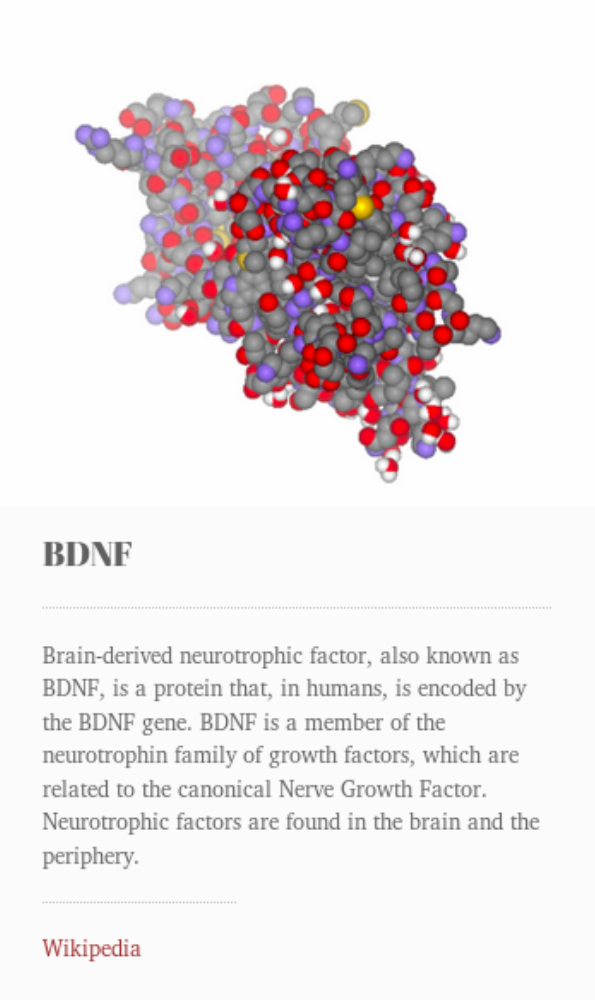 BDNF
Brain-derived neurotrophic factor, also known as
BDNF, is a protein that, in humans, is encoded by
the BDNF gene. BDNF is a member of the
neurotrophin family of growth factors, which are
related to the canonical Nerve Growth Factor.
Neurotrophic factors are found in the brain and the
periphery.
Wikipedia